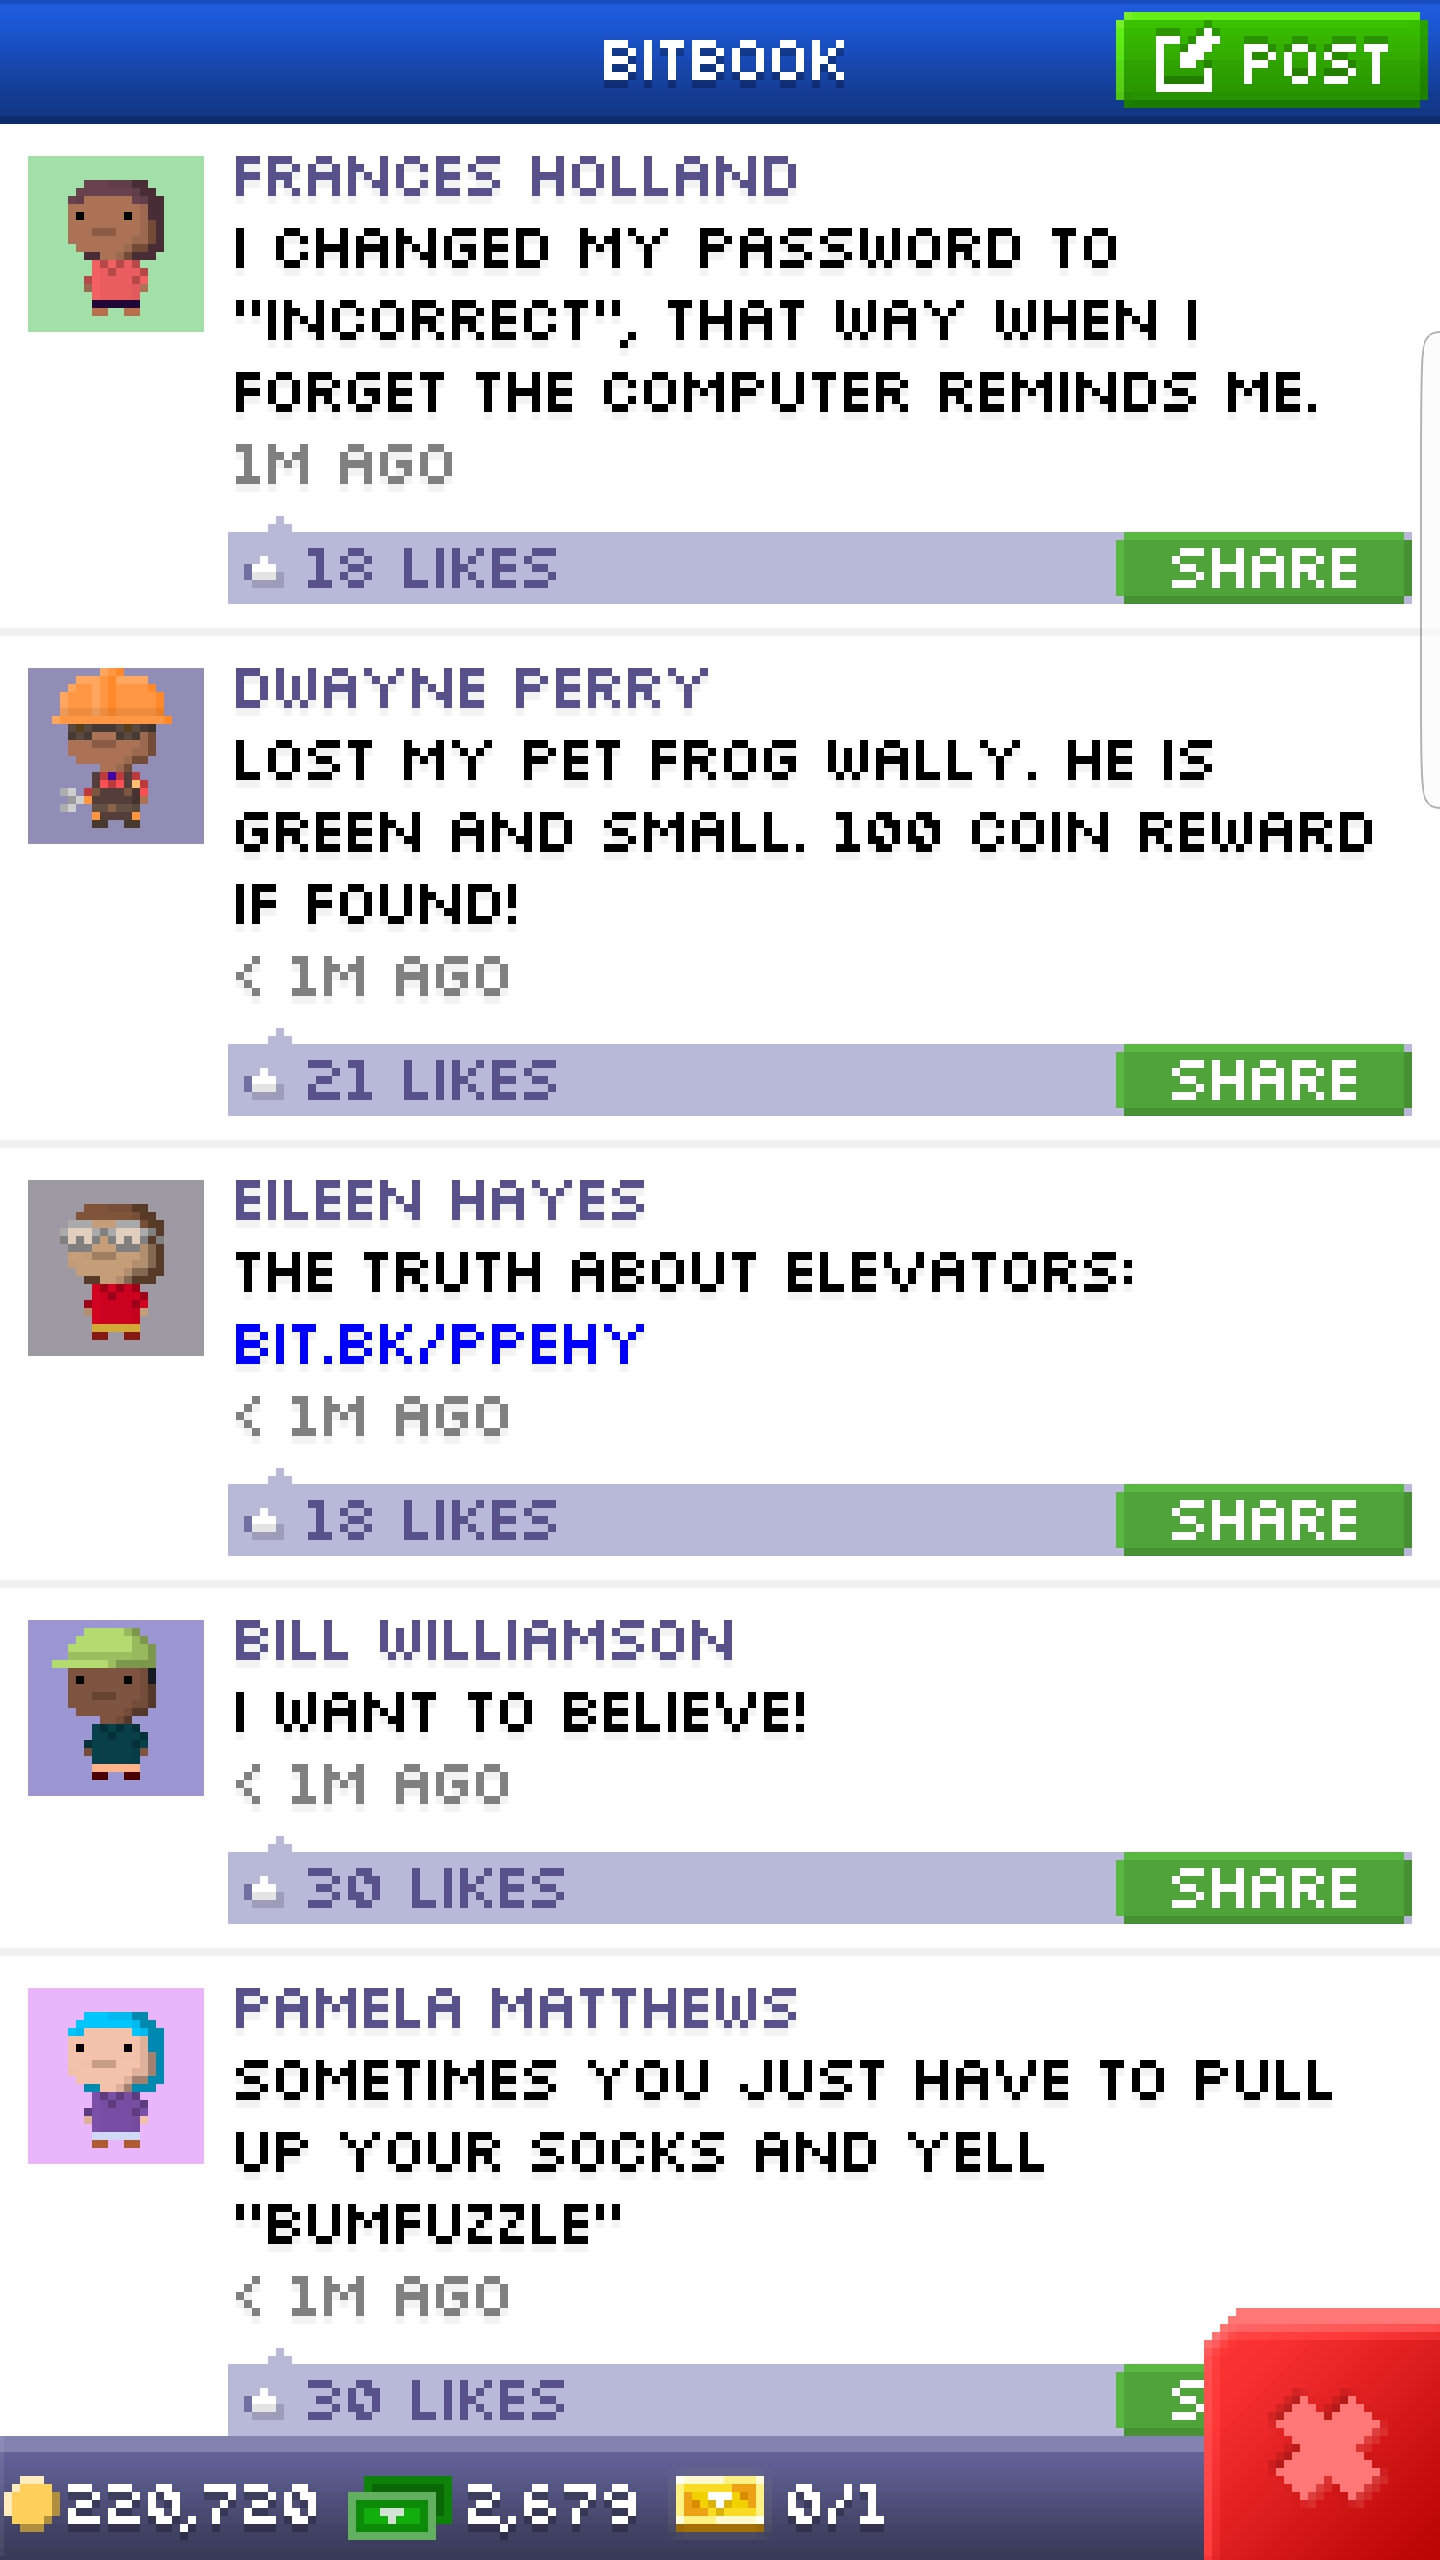 BITBOOK
POST
FRANCES HOLLAND
I CHANGED MY PASSWORD TO
"INCORRECT", THAT WAY WHEN I
FORGET THE COMPUTER REMINDS ME.
1M AGO
18 LIKES
SHARE
DWAYNE PERRY
LOST MY PET FROG WALLY. HE IS
GREEN AND SMALL. 100 COIN REWARD
IF FOUND!
< 1M AGO
21 LIKES
SHARE
EILEEN HAYES
THE TRUTH ABOUT ELEVATORS:
BIT.BK/PPEHY
< 1M AGO
18 LIKES
SHARE
BILL WILLIAMSON
I WANT TO BELIEVE!
< 1M AGO
30 LIKES
SHARE
PAMELA MATTHEWS
SOMETIMES YOU JUST HAVE TO PULL
UP YOUR SOCKS AND YELL
"BUMFUZZLE"
< 1M AGO
30 LIKES
S
220,720
2,679
0/1